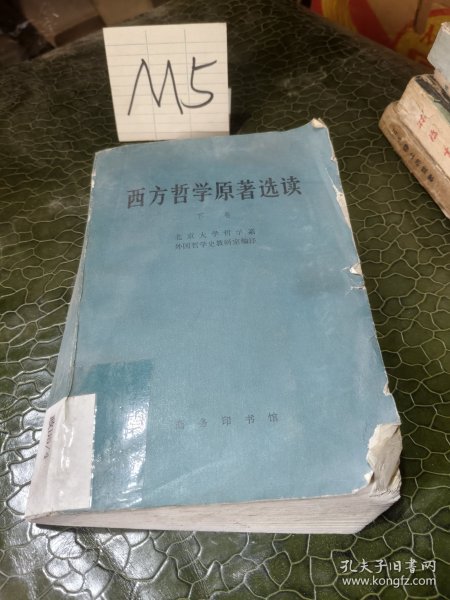 M5
西方哲学原著选读
下卷
北京大学哲学系
外国哲学史教研室编译
商务印书馆
孔夫子旧书网
www.kongfz.com